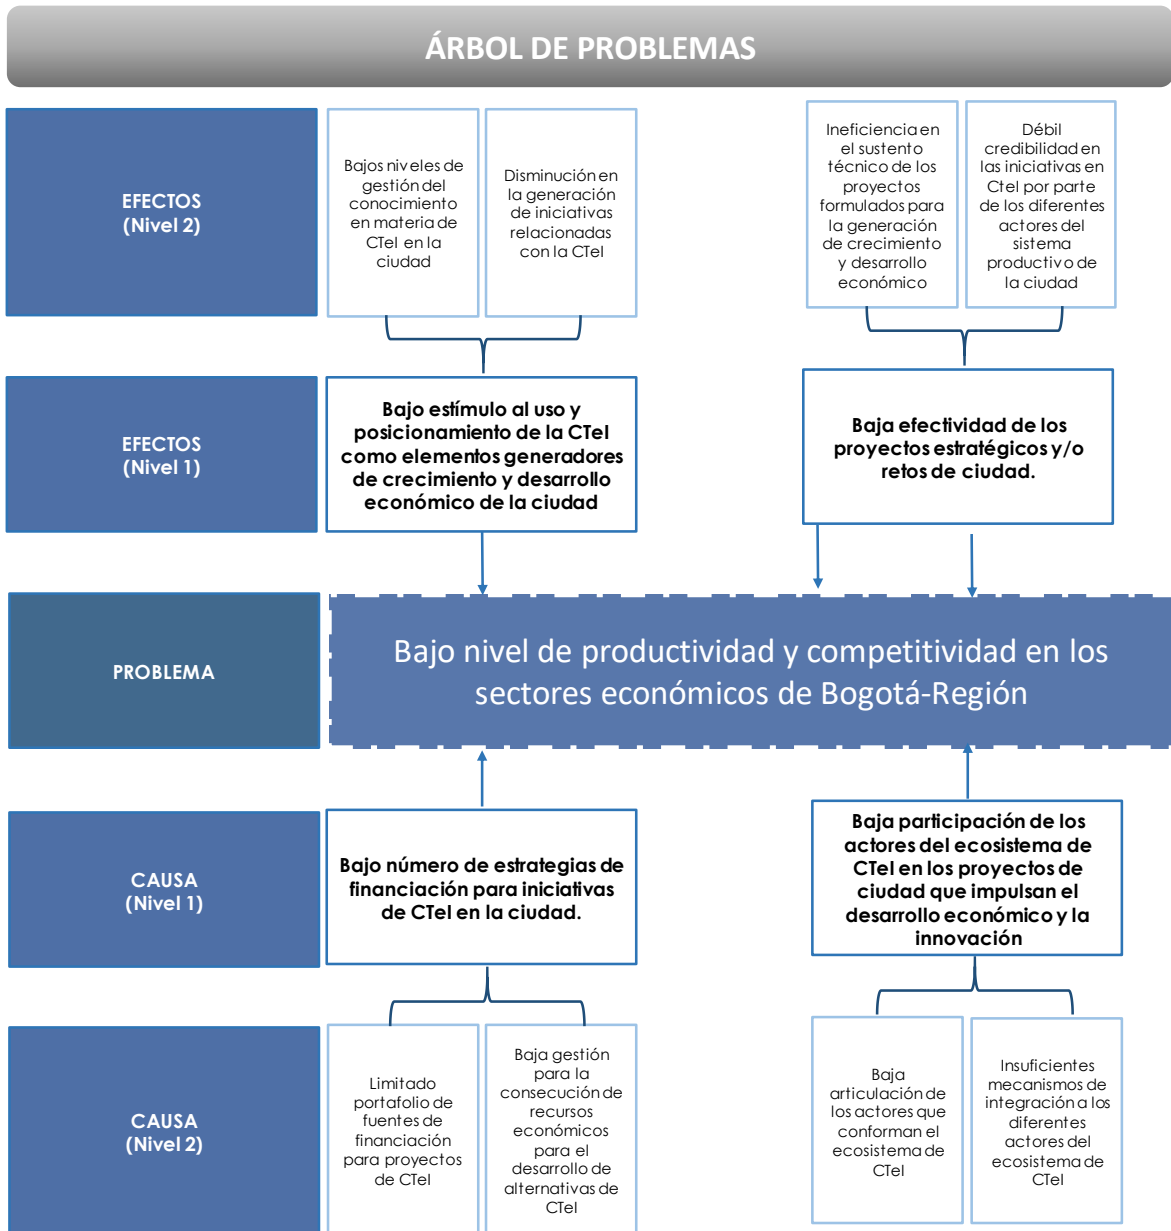 ÁRBOL DE PROBLEMAS
EFECTOS
(Nivel 2)
Bajos niveles de
gestión del
conocimiento
en materia de
CTeI en la
ciudad
Disminución en
la generación
de iniciativas
relacionadas
con la CTeI
Ineficiencia en
el sustento
técnico de los
proyectos
formulados para
la generación
de crecimiento
y desarrollo
económico
Débil
credibilidad en
las iniciativas en
CteI por parte
de los diferentes
actores del
sistema
productivo de
la ciudad
EFECTOS
(Nivel 1)
Bajo estímulo al uso y
posicionamiento de la CTeI
como elementos generadores
de crecimiento y desarrollo
económico de la ciudad
Baja efectividad de los
proyectos estratégicos y/o
retos de ciudad.
PROBLEMA
Bajo nivel de productividad y competitividad en los
sectores económicos de Bogotá-Región
CAUSA
(Nivel 1)
Bajo número de estrategias de
financiación para iniciativas
de CTeI en la ciudad.
Baja participación de los
actores del ecosistema de
CTeI en los proyectos de
ciudad que impulsan el
desarrollo económico y la
innovación
CAUSA
(Nivel 2)
Limitado
portafolio de
fuentes de
financiación
para proyectos
de CTeI
Baja gestión
para la
consecución de
recursos
económicos
para el
desarrollo de
alternativas de
CTeI
Baja
articulación de
los actores que
conforman el
ecosistema de
CTeI
Insuficientes
mecanismos de
integración a los
diferentes
actores del
ecosistema de
CTeI